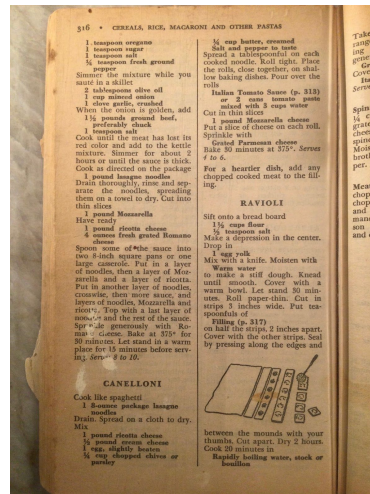 316 • CEREALS, RICE, MACARONI AND OTHER PASTAS
1 teaspoon oregano
1 teaspoon sugar
1 teaspoon salt
¼ teaspoon fresh ground
pepper
Simmer the mixture while you
sauté in a skillet
2 tablespoons olive oil
1 cup minced onion
1 clove garlic, crushed
When the onion is golden, add
1½ pounds ground beef,
preferably chuck
1 teaspoon salt
Cook until the meat has lost its
red color and add to the kettle
mixture. Simmer for about 2
hours or until the sauce is thick.
Cook as directed on the package
1 pound lasagne noodles
Drain thoroughly, rinse and sep-
arate the noodles, spreading
them on a towel to dry. Cut into
thin slices
1 pound Mozzarella
Have ready
1 pound ricotta cheese
4 ounces fresh grated Romano
cheese
Spoon some of the sauce into
two 8-inch square pans or one
large casserole. Put in a layer
of noodles, then a layer of Moz-
zarella and a layer of ricotta.
Put in another layer of noodles,
crosswise, then more sauce, and
layers of noodles, Mozzarella and
ricotta. Top with a last layer of
noodles and the rest of the sauce.
Sprinkle generously with Ro-
mano cheese. Bake at 375° for
30 minutes. Let stand in a warm
place for 15 minutes before serv-
ing. Serves 8 to 10.
CANELLONI
Cook like spaghetti
1 8-ounce package lasagne
noodles
Drain. Spread on a cloth to dry.
Mix
1 pound ricotta cheese
½ pound cream cheese
1 egg, slightly beaten
¼ cup chopped chives or
parsley
¼ cup butter, creamed
Salt and pepper to taste
Spread a tablespoonful on each
cooked noodle. Roll tight. Place
the rolls, close together, on shal-
low baking dishes. Pour over the
rolls
Italian Tomato Sauce (p. 313)
or 2 cans tomato paste
mixed with 3 cups water
Cut in thin slices
1 pound Mozzarella cheese
Put a slice of cheese on each roll.
Sprinkle with
Grated Parmesan cheese
Bake 30 minutes at 375°. Serves
4 to 6.
For a heartier dish, add any
chopped cooked meat to the fill-
ing.
RAVIOLI
Sift onto a bread board
1½ cups flour
½ teaspoon salt
Make a depression in the center.
Drop in
1 egg yolk
Mix with a knife. Moisten with
Warm water
to make a stiff dough. Knead
until smooth. Cover with a
warm bowl. Let stand 30 min-
utes. Roll paper-thin. Cut in
strips 3 inches wide. Put tea-
spoonfuls of
Filling (p. 317)
on half the strips, 2 inches apart.
Cover with the other strips. Seal
by pressing along the edges and
between the mounds with your
thumbs. Cut apart. Dry 2 hours.
Cook 20 minutes in
Rapidly boiling water, stock or
bouillon